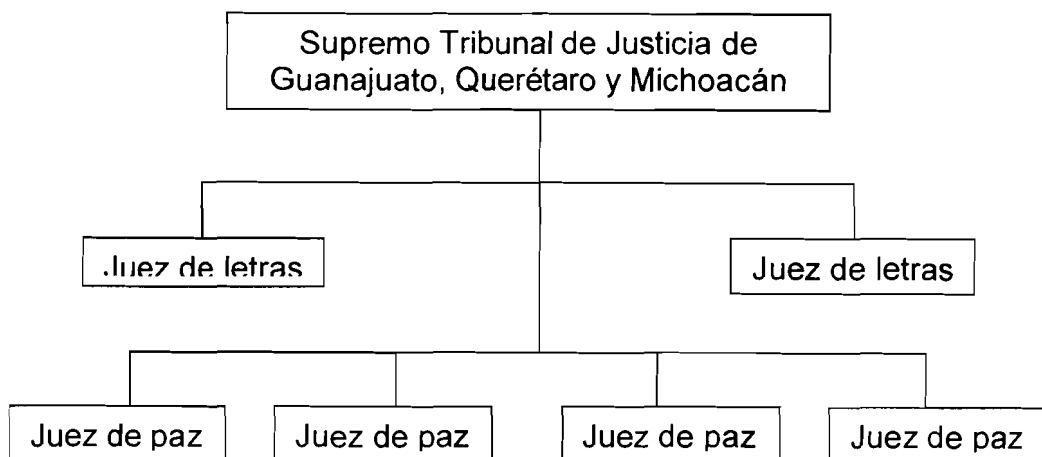 Supremo Tribunal de Justicia de
Guanajuato, Querétaro y Michoacán
Juez de letras
Juez de letras
Juez de paz
Juez de paz
Juez de paz
Juez de paz